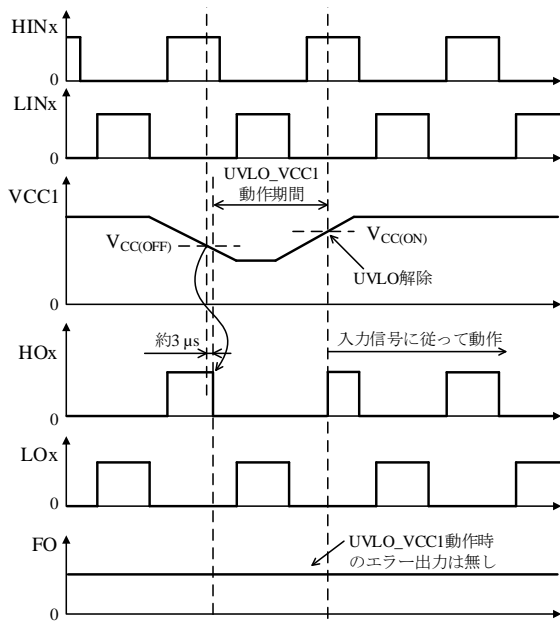 HINx
0
LINx
0
UVLO_VCC1
動作期間
VCC1
VCC(OFF)
VCC(ON)
UVLO解除
0
約3 µs
入力信号に従って動作
HOx
0
LOx
0
FO
UVLO_VCC1動作時
のエラー出力は無し
0